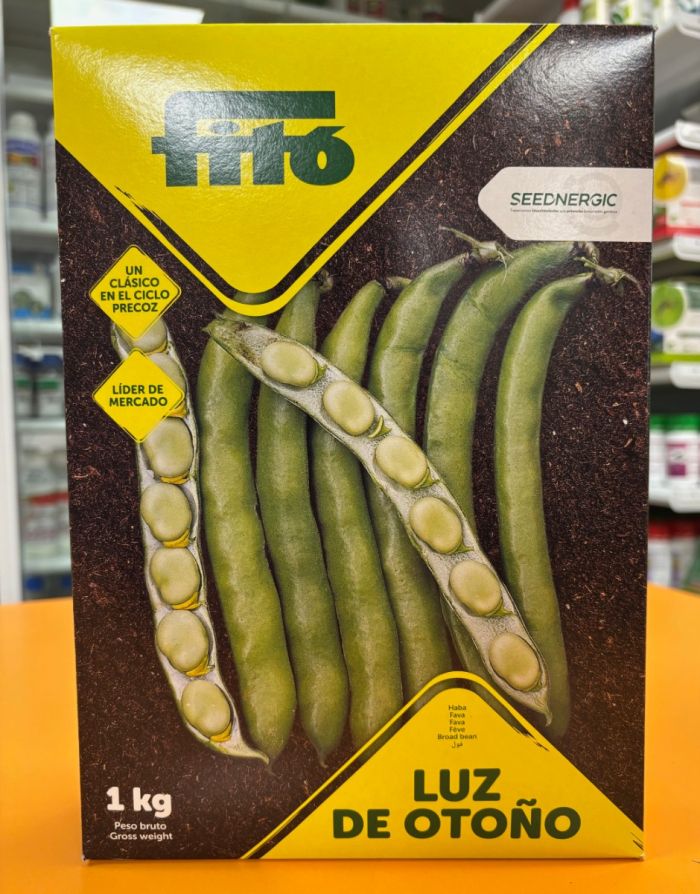 fitó
SEEDNERGIC
UN
CLÁSICO
EN EL CICLO
PRECOZ
LÍDER DE
MERCADO
Haba
Fava
Fava
Fève
Broad bean
فول
LUZ
DE OTOÑO
1 kg
Peso bruto
Gross weight